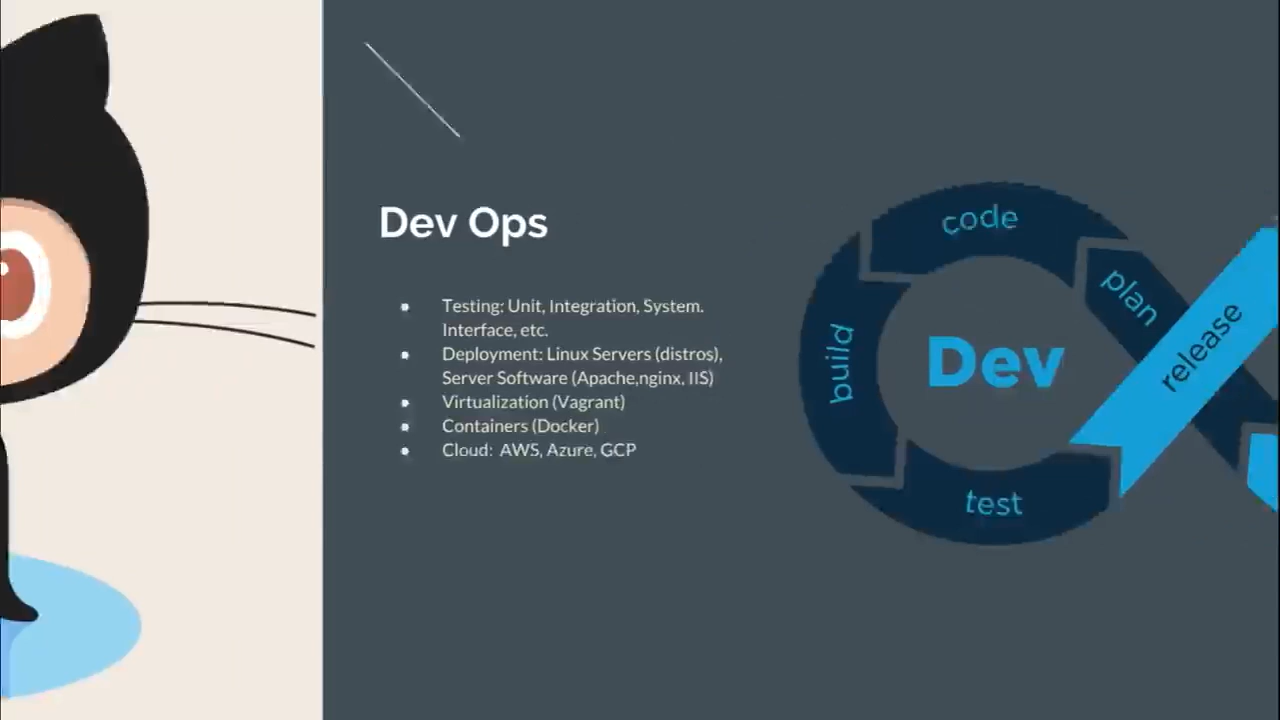 Dev Ops
Testing: Unit, Integration, System.
Interface, etc.
Deployment: Linux Servers (distros),
Server Software (Apache,nginx, IIS)
Virtualization (Vagrant)
Containers (Docker)
Cloud: AWS, Azure, GCP
code
plan
release
build
Dev
test